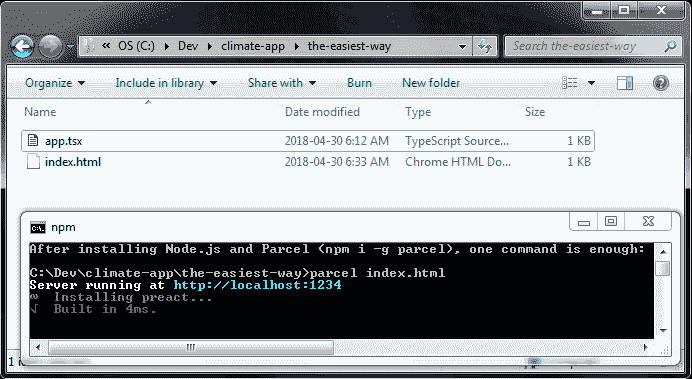 « OS (C:) ▸ Dev ▸ climate-app ▸ the-easiest-way
Search the-easiest-way
Organize Include in library Share with Burn New folder
Name Date modified Type Size
app.tsx 2018-04-30 6:12 AM TypeScript Source... 1 KB
index.html 2018-04-30 6:33 AM Chrome HTML Do... 1 KB
npm
After installing Node.js and Parcel (npm i -g parcel), one command is enough:
C:\Dev\climate-app\the-easiest-way>parcel index.html
Server running at http://localhost:1234
∞ Installing preact...
√ Built in 4ms.
1